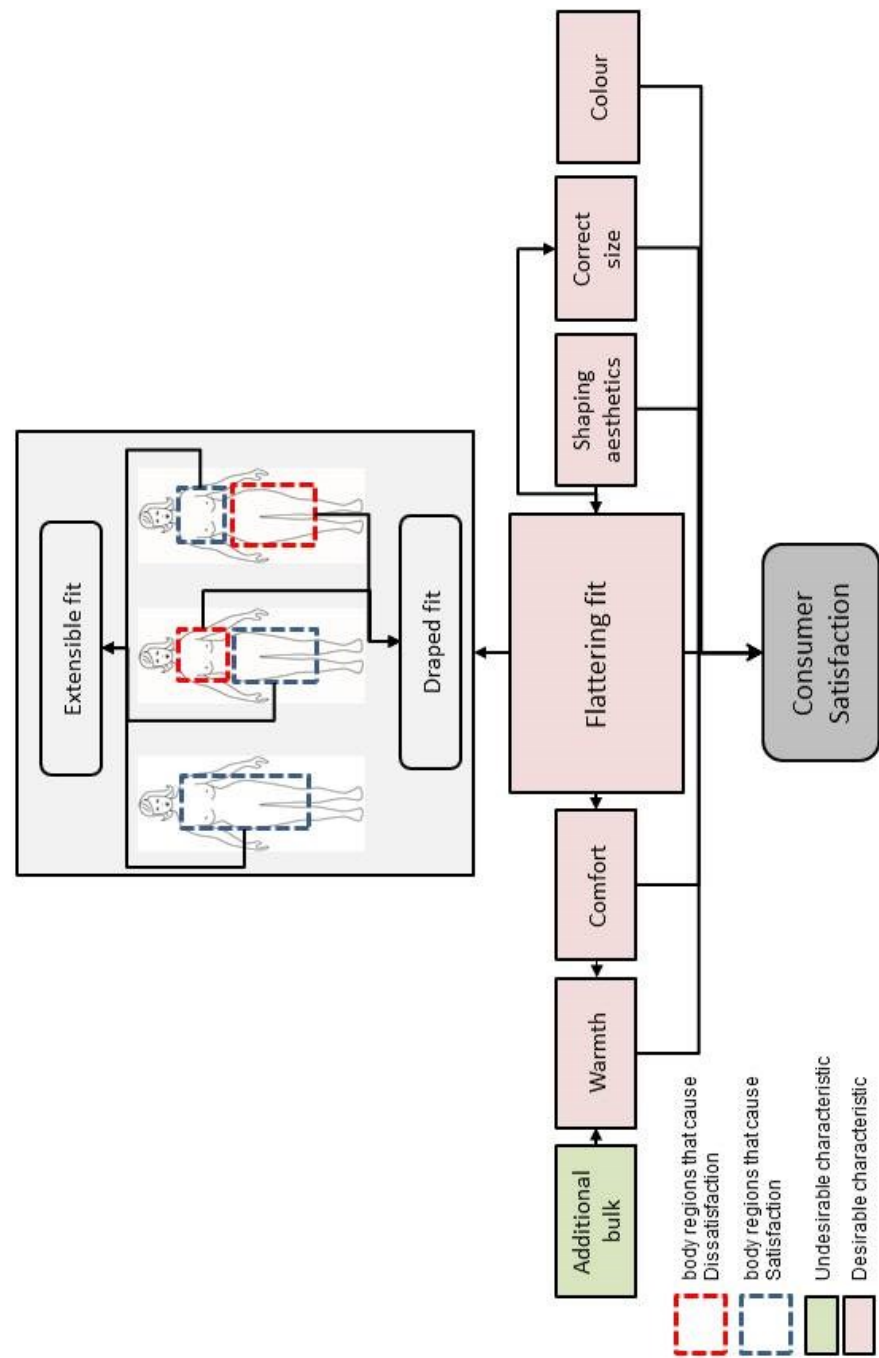 Extensible fit
Draped fit
Additional
bulk
Warmth
Comfort
Flattering fit
Shaping
aesthetics
Correct
size
Colour
Consumer
Satisfaction
body regions that cause
Dissatisfaction
body regions that cause
Satisfaction
Undesirable characteristic
Desirable characteristic